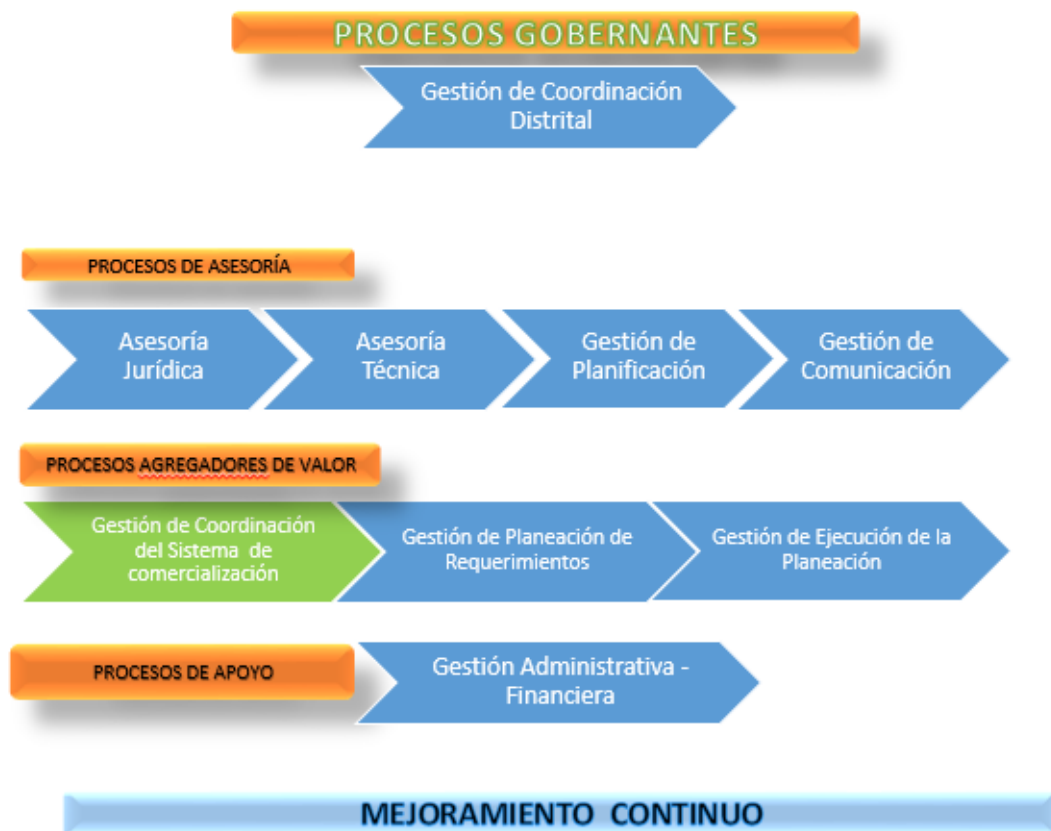 PROCESOS GOBERNANTES
Gestión de Coordinación
Distrital
PROCESOS DE ASESORÍA
Asesoría
Jurídica
Asesoría
Técnica
Gestión de
Planificación
Gestión de
Comunicación
PROCESOS AGREGADORES DE VALOR
Gestión de Coordinación
del Sistema de
comercialización
Gestión de Planeación de
Requerimientos
Gestión de Ejecución de la
Planeación
PROCESOS DE APOYO
Gestión Administrativa -
Financiera
MEJORAMIENTO CONTINUO